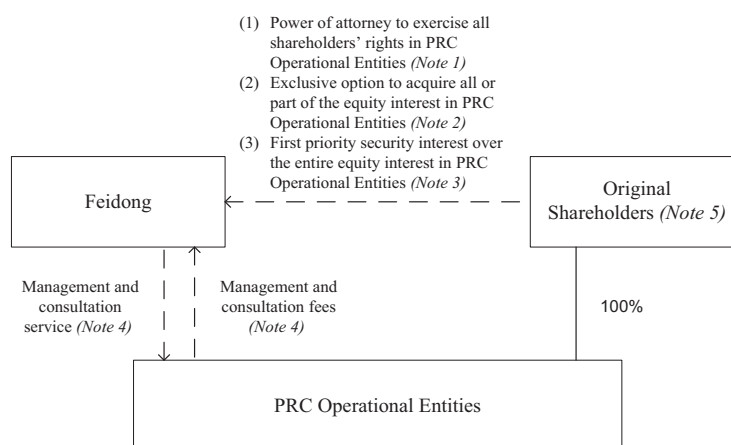 (1) Power of attorney to exercise all
shareholders’ rights in PRC
Operational Entities (Note 1)
(2) Exclusive option to acquire all or
part of the equity interest in PRC
Operational Entities (Note 2)
(3) First priority security interest over
the entire equity interest in PRC
Operational Entities (Note 3)
Feidong
Original
Shareholders (Note 5)
Management and
consultation
service (Note 4)
Management and
consultation fees
(Note 4)
100%
PRC Operational Entities